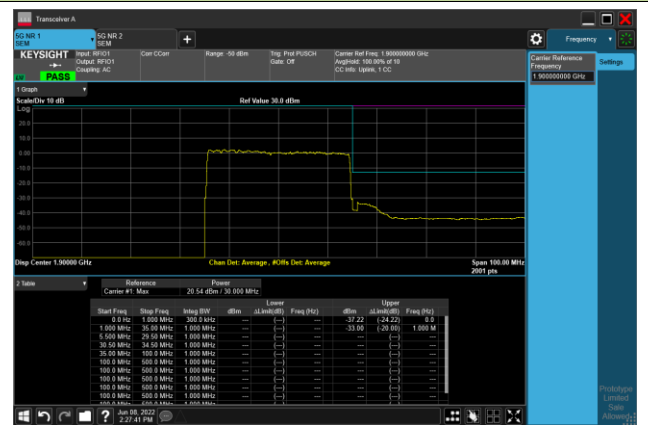 Transceiver A
5G NR 1
SEM
5G NR 2
SEM
Frequency
KEYSIGHT
LV
PASS
Input: RFIO1
Output: RFIO1
Coupling: AC
Corr CCorr
Range: -50 dBm
Trig: Prot PUSCH
Gate: Off
Carrier Ref Freq: 1.900000000 GHz
Avg|Hold: 100.00% of 10
CC Info: Uplink, 1 CC
Carrier Reference
Frequency
1.900000000 GHz
Settings
1 Graph
Scale/Div 10 dB
Ref Value 30.0 dBm
Log
20.0
10.0
0.00
-10.0
-20.0
-30.0
-40.0
-50.0
-60.0
Disp Center 1.90000 GHz
Chan Det: Average , #Offs Det: Average
Span 100.00 MHz
2001 pts
2 Table
Reference Power
Carrier #1: Max 20.54 dBm / 30.000 MHz
Lower Upper
Start Freq Stop Freq Integ BW dBm ΔLimit(dB) Freq (Hz) dBm ΔLimit(dB) Freq (Hz)
0.0 Hz 1.000 MHz 300.0 kHz --- (---) --- -37.22 (-24.22) 0.0
1.000 MHz 35.00 MHz 1.000 MHz --- (---) --- -33.00 (-20.00) 1.000 M
5.500 MHz 29.50 MHz 1.000 MHz --- (---) --- --- (---) ---
30.50 MHz 34.50 MHz 1.000 MHz --- (---) --- --- (---) ---
35.00 MHz 100.0 MHz 1.000 MHz --- (---) --- --- (---) ---
100.0 MHz 500.0 MHz 1.000 MHz --- (---) --- --- (---) ---
100.0 MHz 500.0 MHz 1.000 MHz --- (---) --- --- (---) ---
100.0 MHz 500.0 MHz 1.000 MHz --- (---) --- --- (---) ---
100.0 MHz 500.0 MHz 1.000 MHz --- (---) --- --- (---) ---
100.0 MHz 500.0 MHz 1.000 MHz --- (---) --- --- (---) ---
Prototype
Limited
Sale
Allowed
Jun 08, 2022
2:27:41 PM